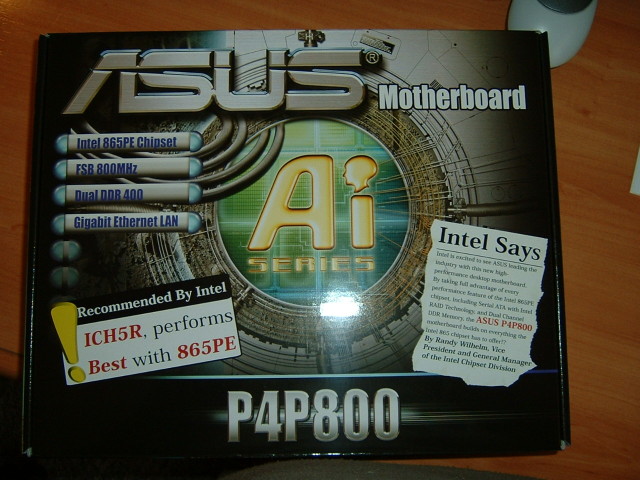 ASUS®
Motherboard
Intel 865PE Chipset
FSB 800MHz
Dual DDR 400
Gigabit Ethernet LAN
Ai
SERIES
Intel Says
Intel is excited to see ASUS leading the
industry with this new high-
performance desktop motherboard.
By taking full advantage of every
performance feature of the Intel 865PE
chipset, including Serial ATA with Intel
RAID Technology, and Dual Channel
DDR Memory, the ASUS P4P800
motherboard builds on everything the
Intel 865 chipset has to offer!!
By Randy Wilhelm, Vice
President and General Manager
of the Intel Chipset Division
Recommended By Intel
ICH5R, performs
Best with 865PE
!
P4P800